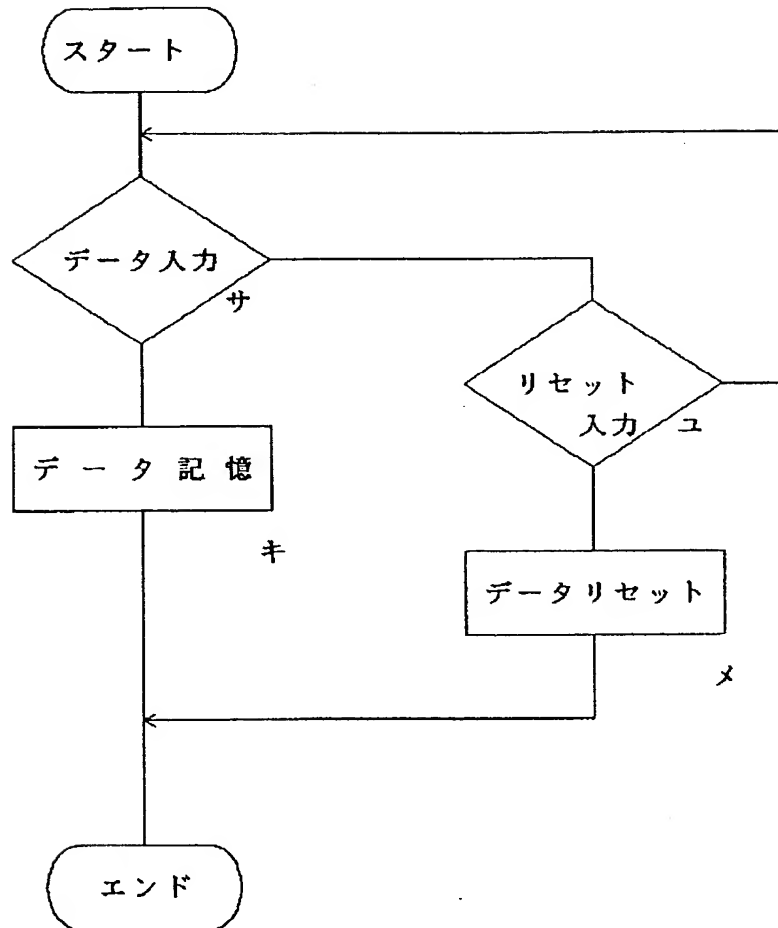 スタート
データ入力
サ
リセット
入力
ユ
データ記憶
キ
データリセット
メ
エンド